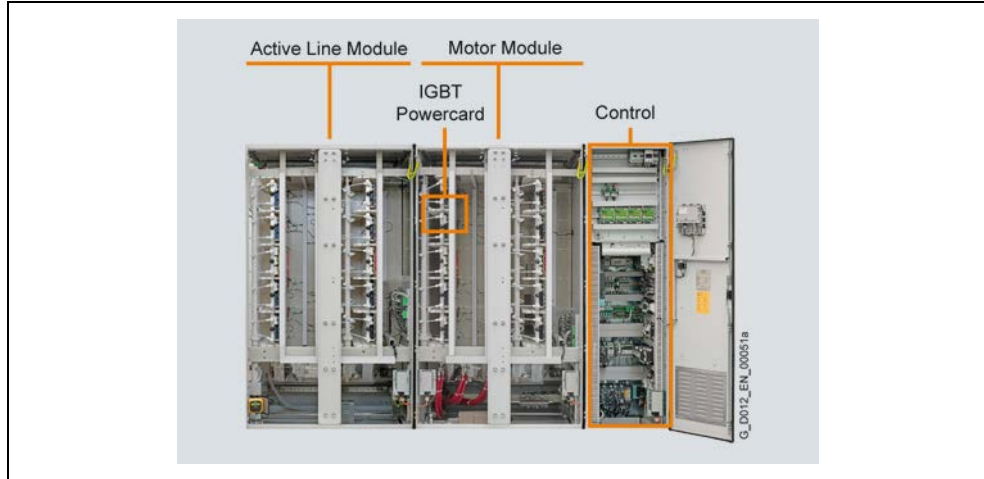 Active Line Module
Motor Module
IGBT
Powercard
Control
G_D012_EN_00051a